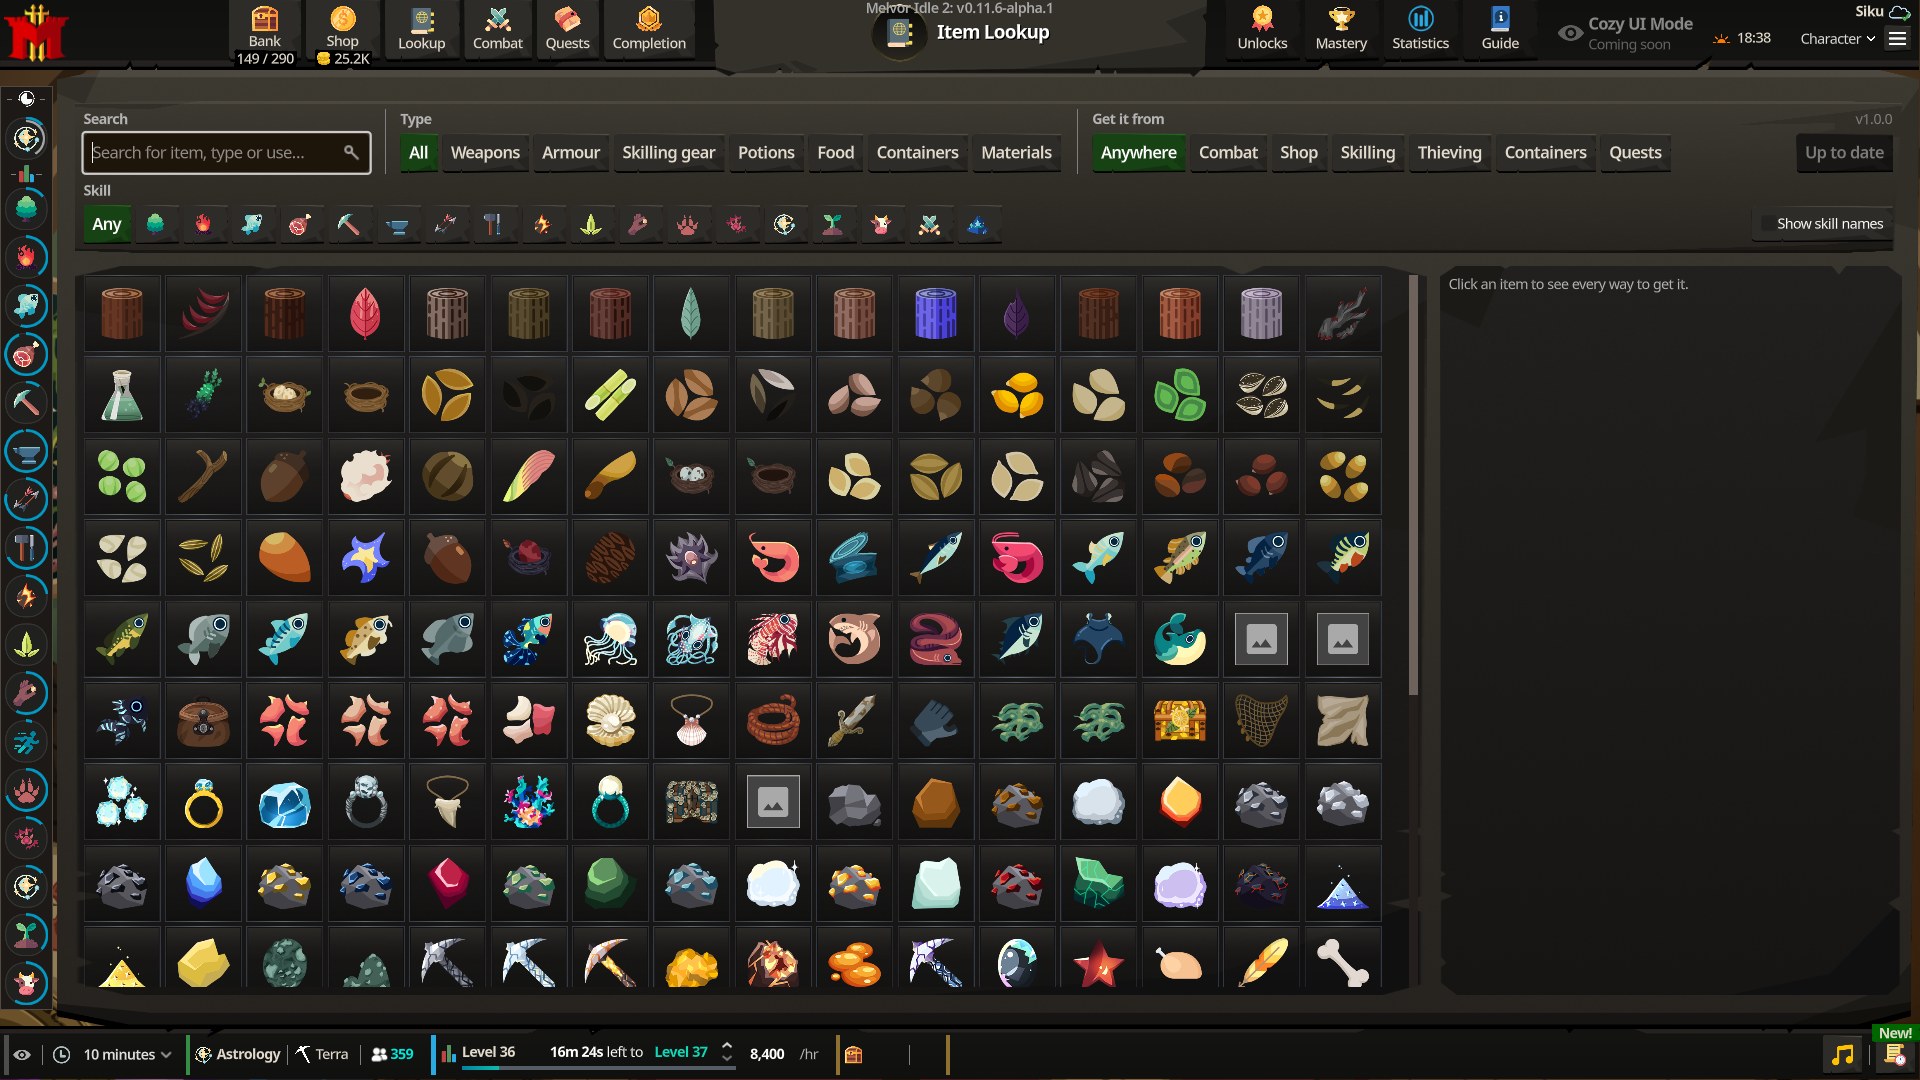 Melvor Idle 2: v0.11.6-alpha.1
Siku
Bank
149 / 290
Shop
25.2K
Lookup
Combat
Quests
Completion
Item Lookup
Unlocks
Mastery
Statistics
Guide
Cozy UI Mode
Coming soon
18:38
Character
Search
Search for item, type or use...
Type
All
Weapons
Armour
Skilling gear
Potions
Food
Containers
Materials
Get it from
Anywhere
Combat
Shop
Skilling
Thieving
Containers
Quests
v1.0.0
Up to date
Skill
Any
Show skill names
Click an item to see every way to get it.
10 minutes
Astrology
Terra
359
Level 36
16m 24s left to Level 37
8,400 /hr
New!